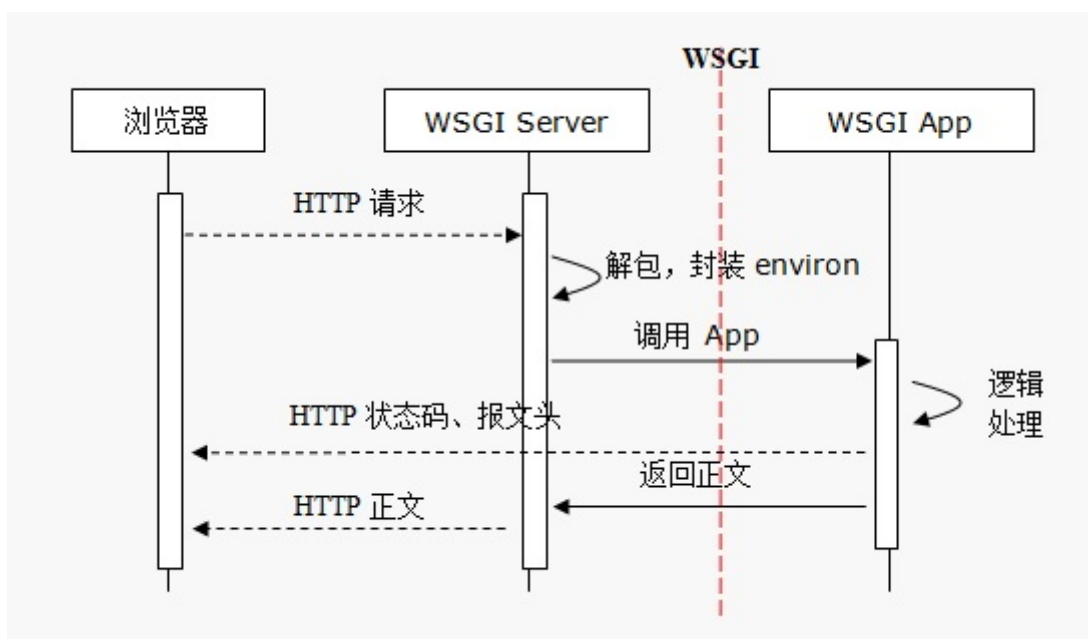 WSGI
浏览器
WSGI Server
WSGI App
HTTP 请求
解包，封装 environ
调用 App
逻辑
处理
HTTP 状态码、报文头
返回正文
HTTP 正文